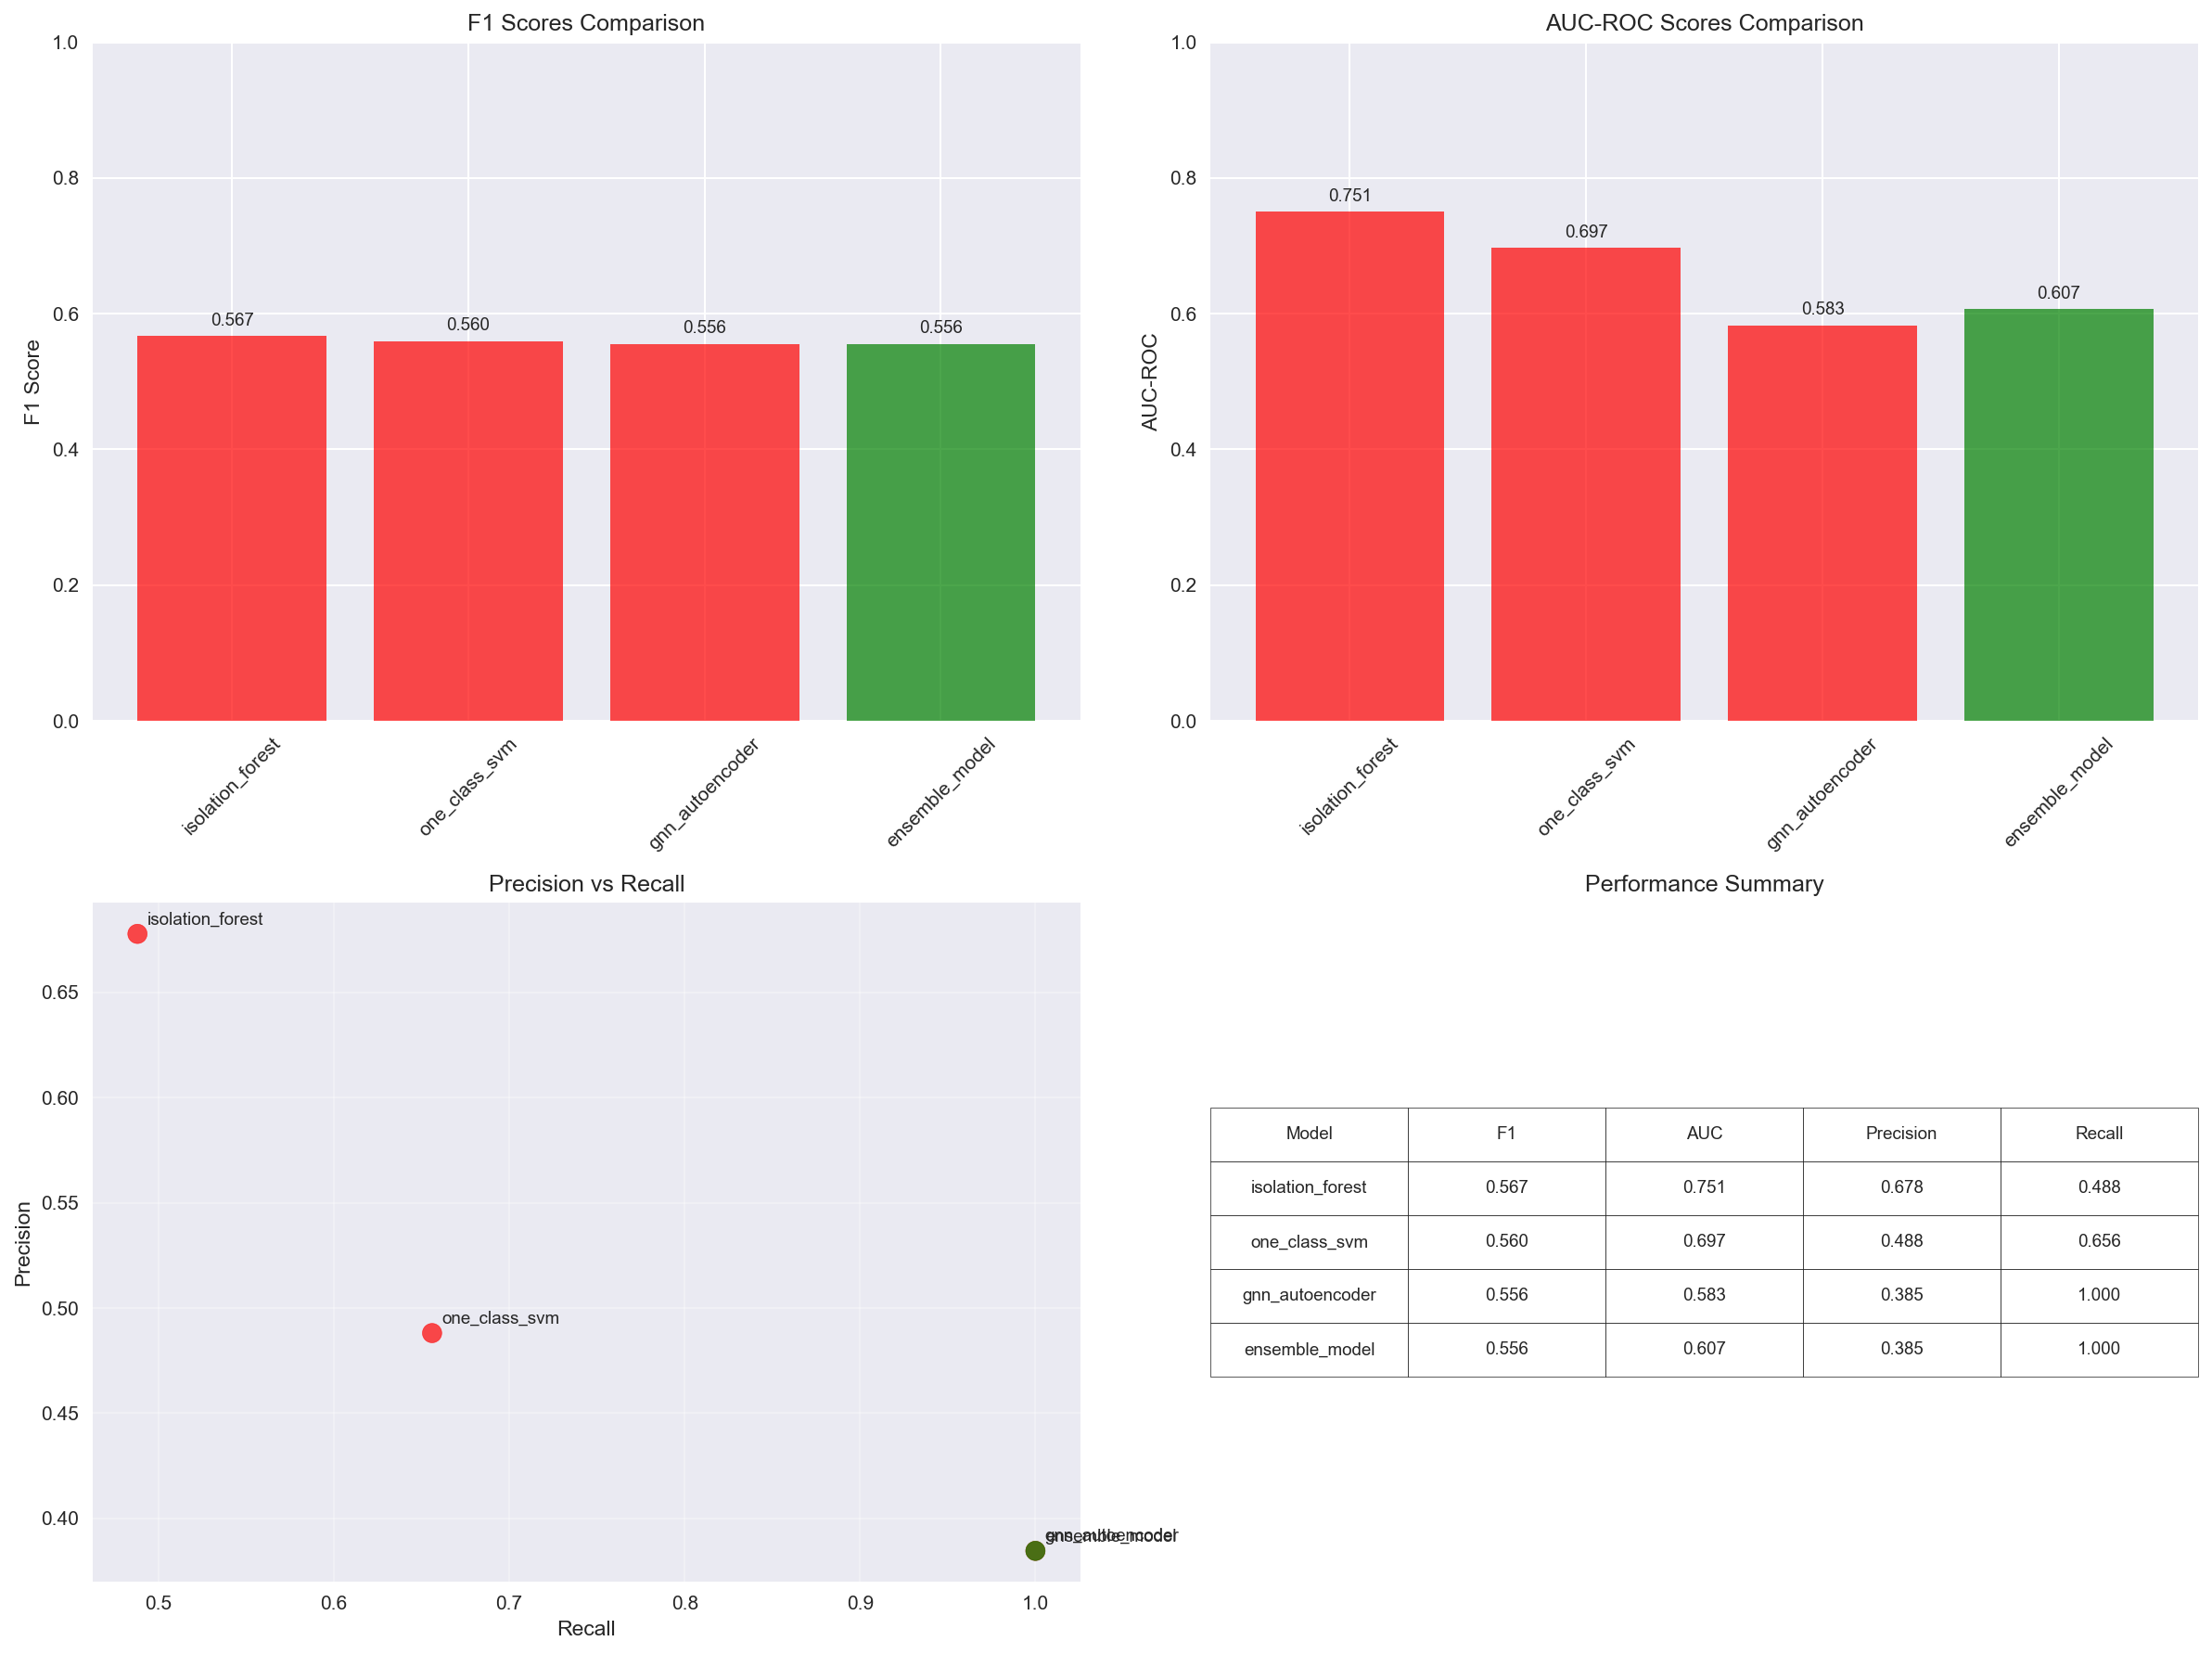 F1 Scores Comparison
1.0
0.8
0.6
0.4
0.2
0.0
F1 Score
0.567
0.560
0.556
0.556
isolation_forest
one_class_svm
gnn_autoencoder
ensemble_model
AUC-ROC Scores Comparison
1.0
0.8
0.6
0.4
0.2
0.0
AUC-ROC
0.751
0.697
0.583
0.607
isolation_forest
one_class_svm
gnn_autoencoder
ensemble_model
Precision vs Recall
0.65
0.60
0.55
0.50
0.45
0.40
Precision
isolation_forest
one_class_svm
gnn_autoencoder
ensemble_model
0.5 0.6 0.7 0.8 0.9 1.0
Recall
Performance Summary
Model F1 AUC Precision Recall
isolation_forest 0.567 0.751 0.678 0.488
one_class_svm 0.560 0.697 0.488 0.656
gnn_autoencoder 0.556 0.583 0.385 1.000
ensemble_model 0.556 0.607 0.385 1.000